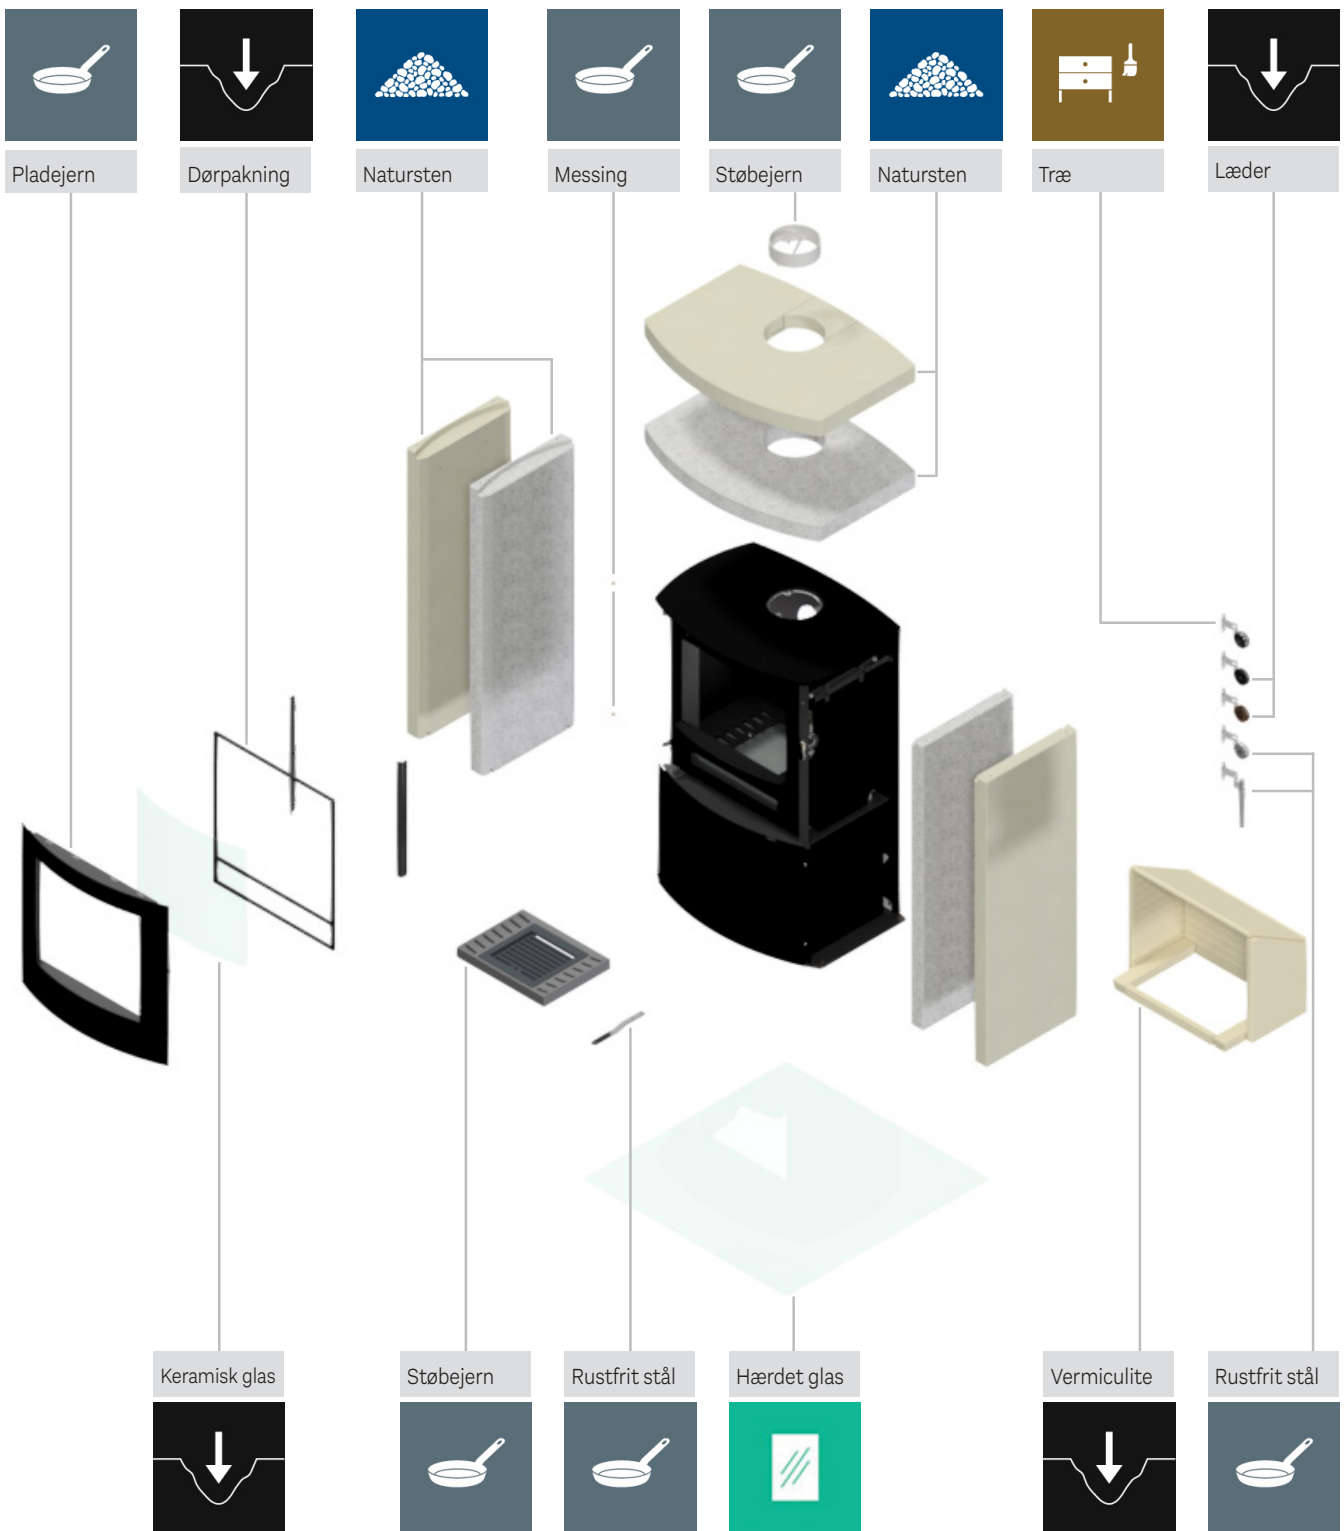 Pladejern
Dørpakning
Natursten
Messing
Støbejern
Natursten
Træ
Læder
Keramisk glas
Støbejern
Rustfrit stål
Hærdet glas
Vermiculite
Rustfrit stål